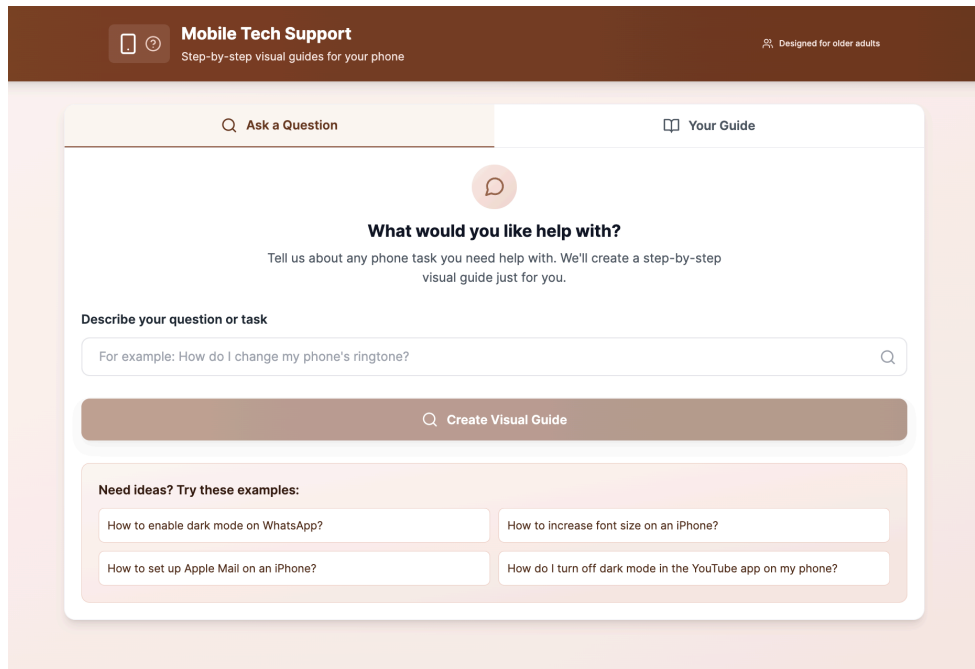 Mobile Tech Support
Step-by-step visual guides for your phone
Designed for older adults
Ask a Question
Your Guide
What would you like help with?
Tell us about any phone task you need help with. We'll create a step-by-step
visual guide just for you.
Describe your question or task
For example: How do I change my phone's ringtone?
Create Visual Guide
Need ideas? Try these examples:
How to enable dark mode on WhatsApp?
How to increase font size on an iPhone?
How to set up Apple Mail on an iPhone?
How do I turn off dark mode in the YouTube app on my phone?